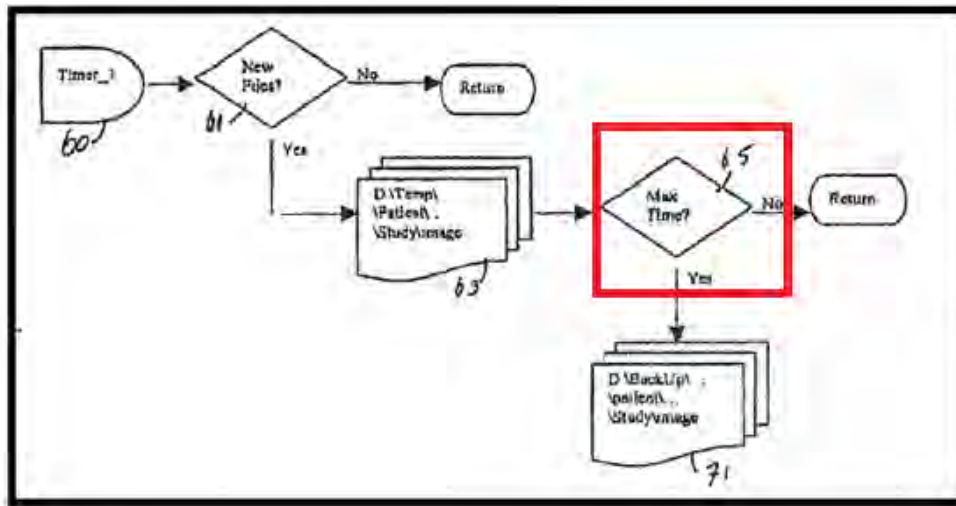 Timer_1
60
New
Files?
61
No
Return
Yes
D:\Temp\
\Patient\..
\Study\image
63
Max
Time?
65
No
Return
Yes
D:\BackUp\..
\patient\...
\Study\image
71